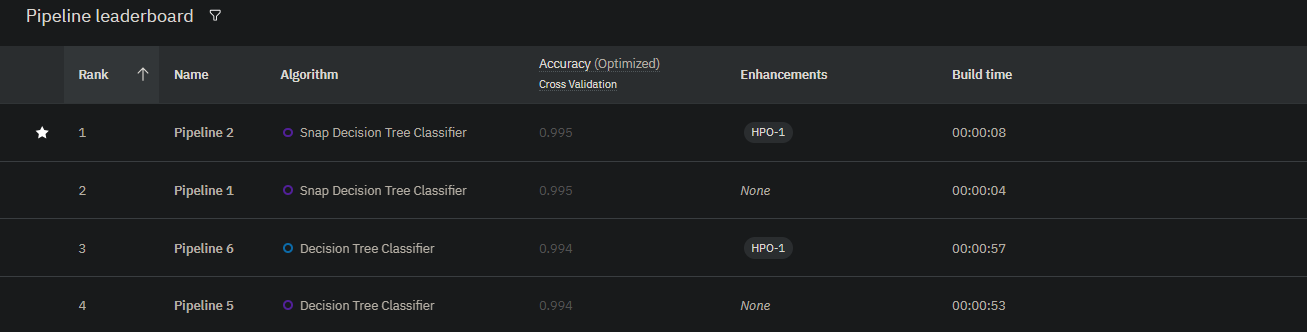 Pipeline leaderboard
Rank Name Algorithm Accuracy (Optimized) Enhancements Build time
Cross Validation
1 Pipeline 2 Snap Decision Tree Classifier 0.995 HPO-1 00:00:08
2 Pipeline 1 Snap Decision Tree Classifier 0.995 None 00:00:04
3 Pipeline 6 Decision Tree Classifier 0.994 HPO-1 00:00:57
4 Pipeline 5 Decision Tree Classifier 0.994 None 00:00:53